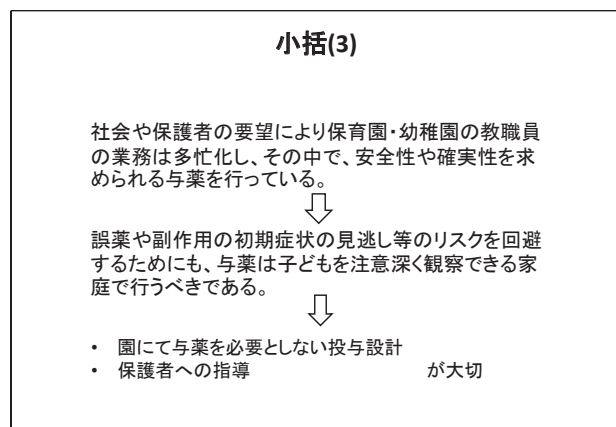 小括(3)
社会や保護者の要望により保育園・幼稚園の教職員
の業務は多忙化し、その中で、安全性や確実性を求
められる与薬を行っている。
誤薬や副作用の初期症状の見逃し等のリスクを回避
するためにも、与薬は子どもを注意深く観察できる家
庭で行うべきである。
• 園にて与薬を必要としない投与設計
• 保護者への指導 が大切